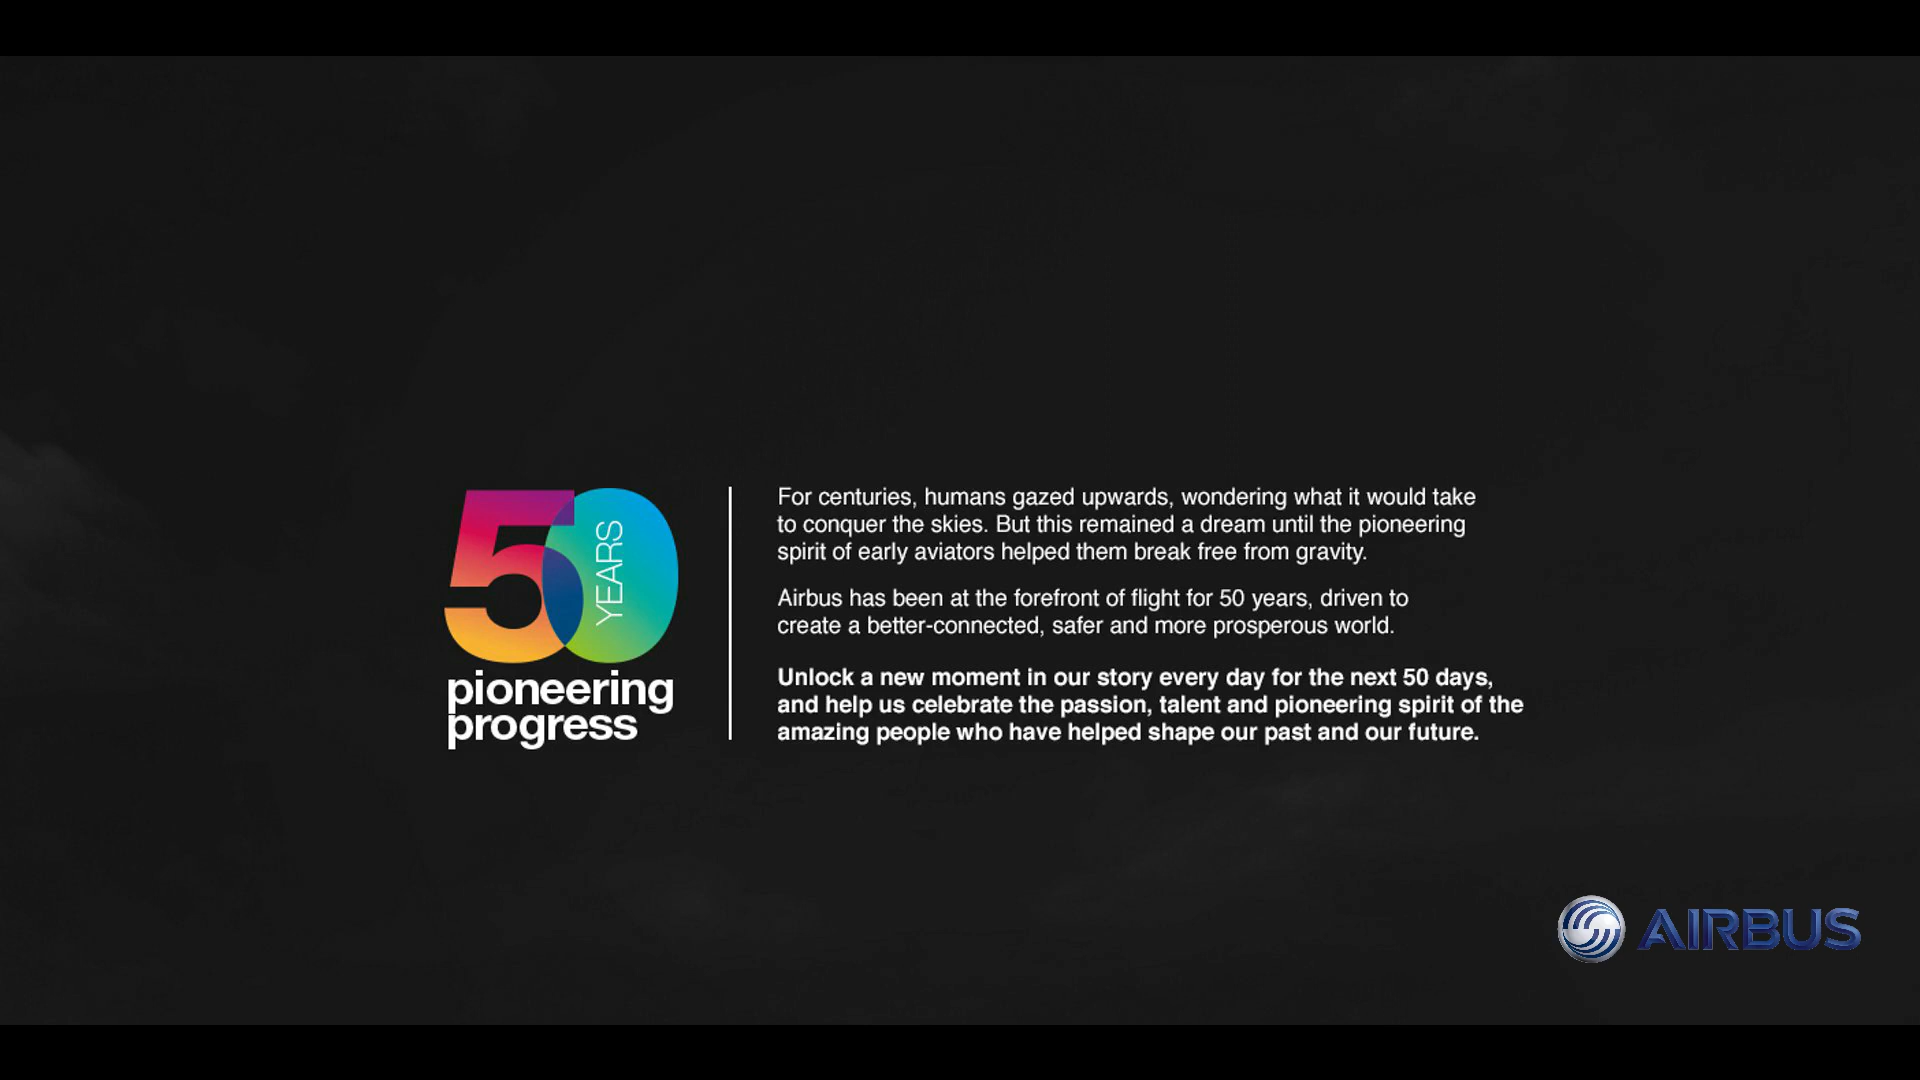 50
YEARS
pioneering
progress
For centuries, humans gazed upwards, wondering what it would take
to conquer the skies. But this remained a dream until the pioneering
spirit of early aviators helped them break free from gravity.
Airbus has been at the forefront of flight for 50 years, driven to
create a better-connected, safer and more prosperous world.
Unlock a new moment in our story every day for the next 50 days,
and help us celebrate the passion, talent and pioneering spirit of the
amazing people who have helped shape our past and our future.
AIRBUS